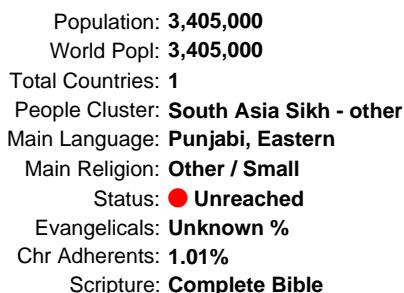 Population: 3,405,000
World Popl: 3,405,000
Total Countries: 1
People Cluster: South Asia Sikh - other
Main Language: Punjabi, Eastern
Main Religion: Other / Small
Status: Unreached
Evangelicals: Unknown %
Chr Adherents: 1.01%
Scripture: Complete Bible